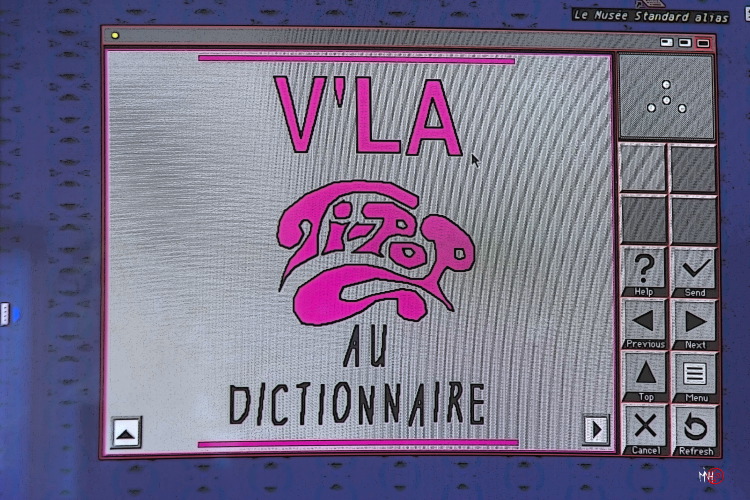 Le Musée Standard alias
V'LA
Ti-Pop
AU
DICTIONNAIRE
Help
Send
Previous
Next
Top
Menu
Cancel
Refresh